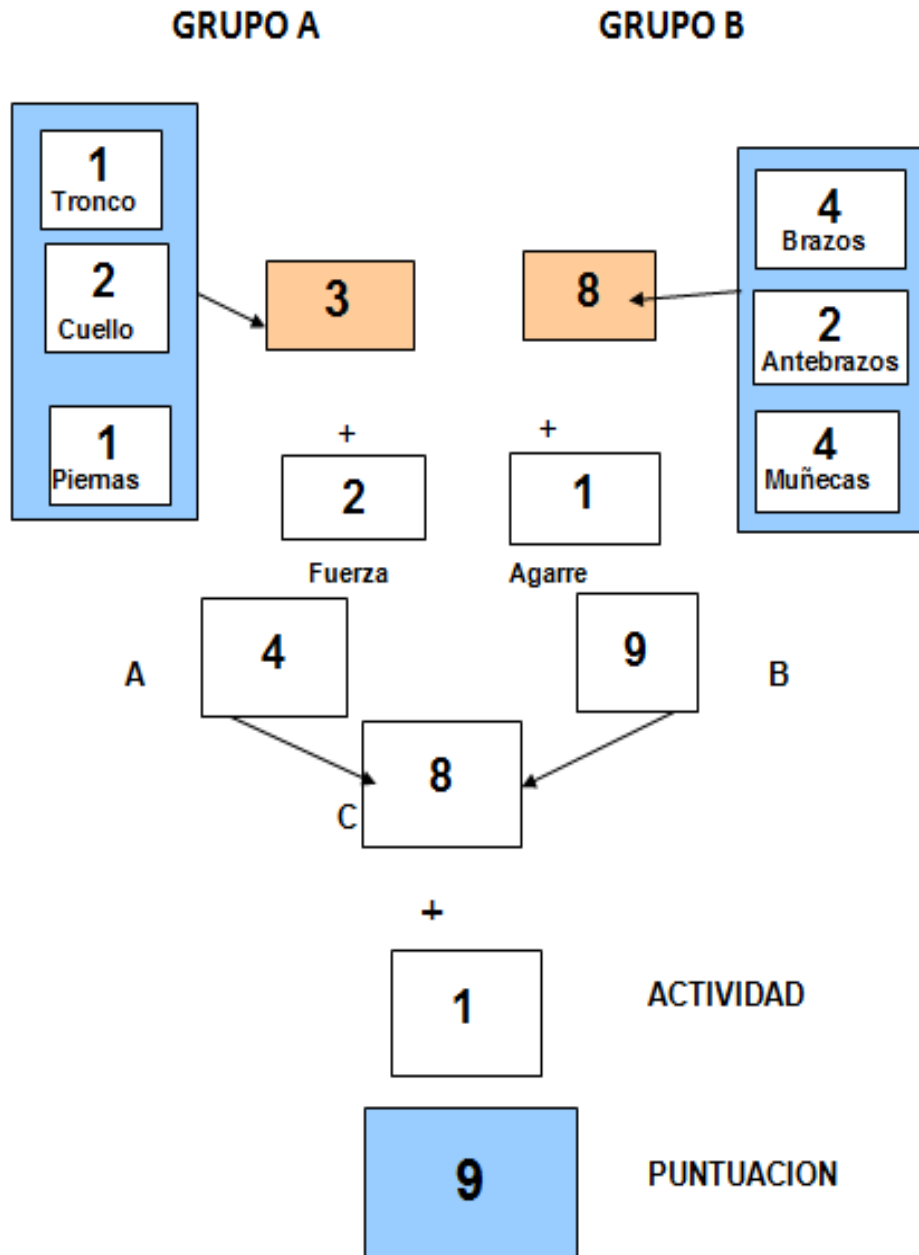 GRUPO A
GRUPO B
1
Tronco
2
Cuello
1
Piernas
3
+
2
Fuerza
8
+
1
Agarre
4
Brazos
2
Antebrazos
4
Muñecas
A
4
9
B
8
C
+
1
ACTIVIDAD
9
PUNTUACION